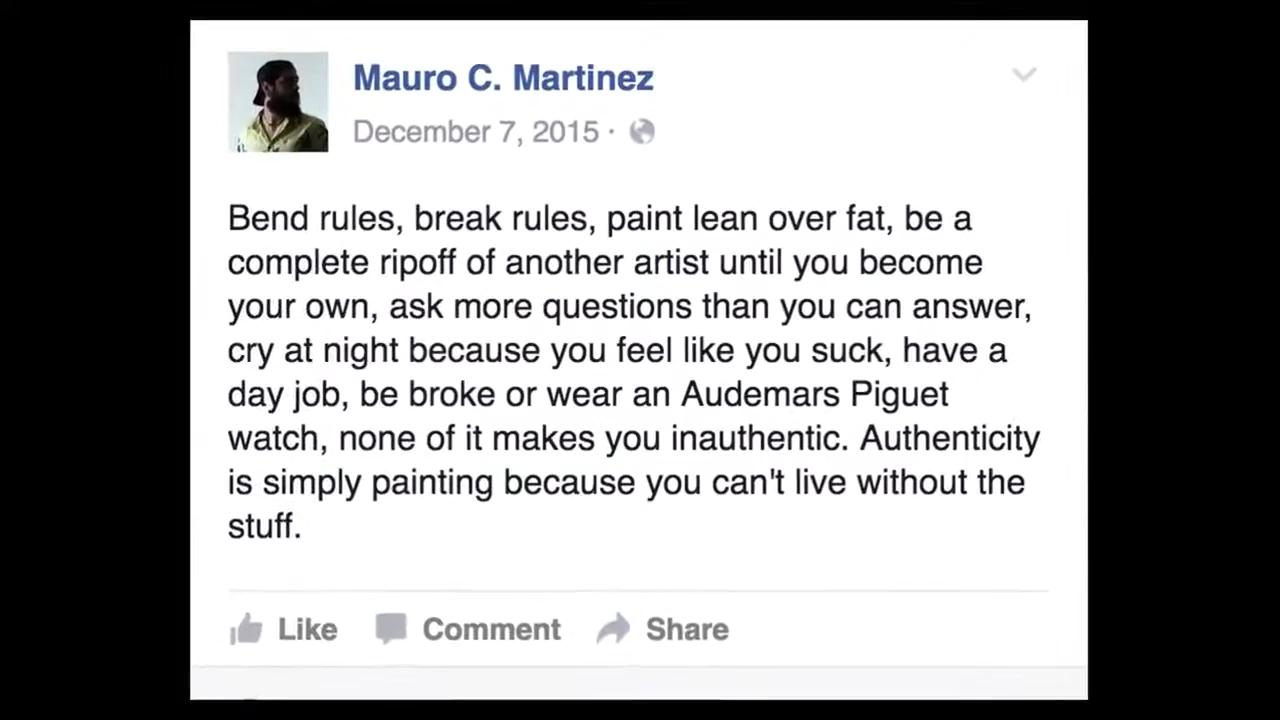 Mauro C. Martinez
December 7, 2015 ·
Bend rules, break rules, paint lean over fat, be a
complete ripoff of another artist until you become
your own, ask more questions than you can answer,
cry at night because you feel like you suck, have a
day job, be broke or wear an Audemars Piguet
watch, none of it makes you inauthentic. Authenticity
is simply painting because you can't live without the
stuff.
Like Comment Share